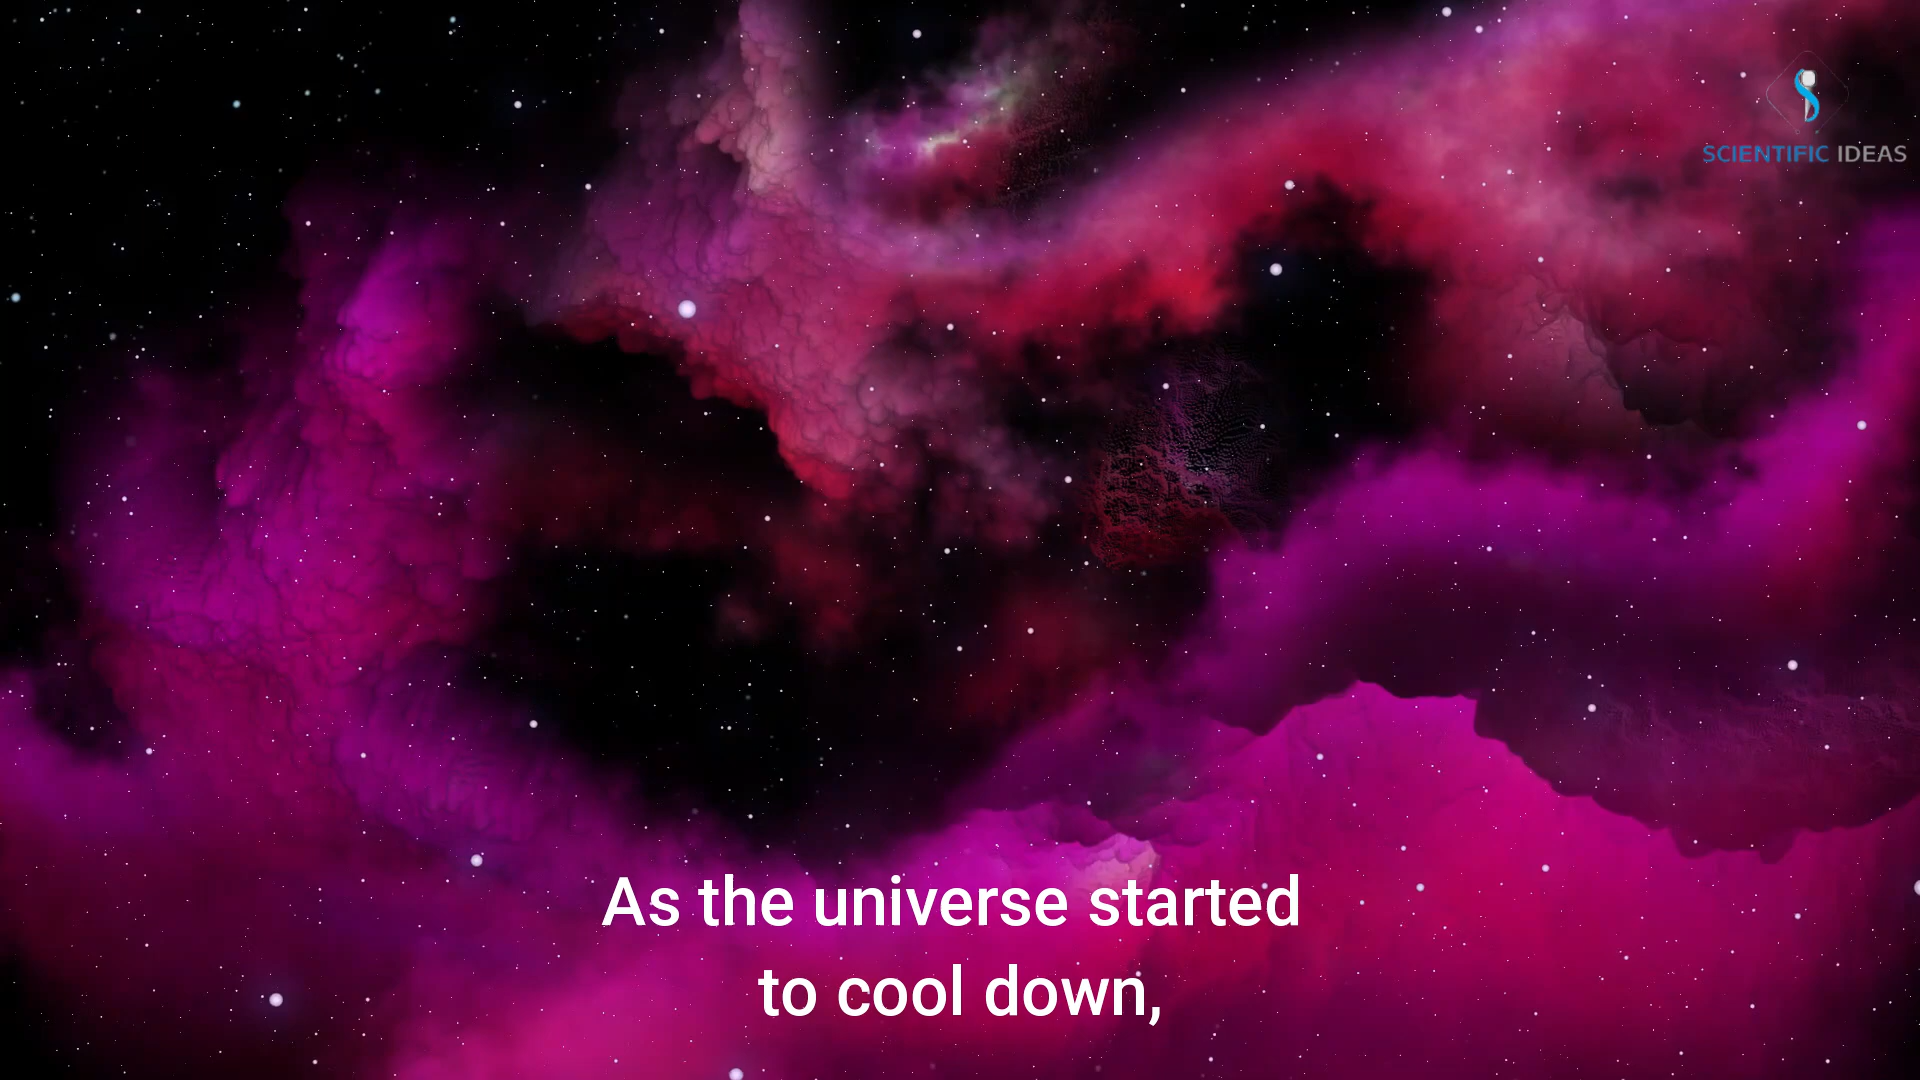 SCIENTIFIC IDEAS
As the universe started
to cool down,